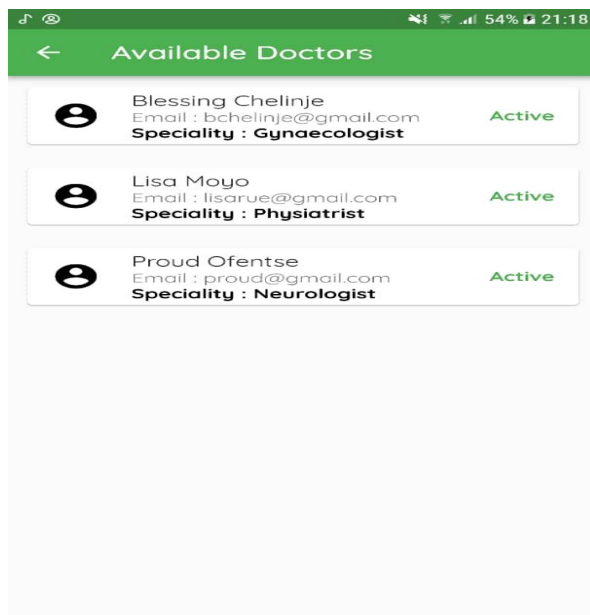 54% 21:18
Available Doctors
Blessing Chelinje
Email : bchelinje@gmail.com
Speciality : Gynaecologist
Active
Lisa Moyo
Email : lisarue@gmail.com
Speciality : Physiatrist
Active
Proud Ofentse
Email : proud@gmail.com
Speciality : Neurologist
Active